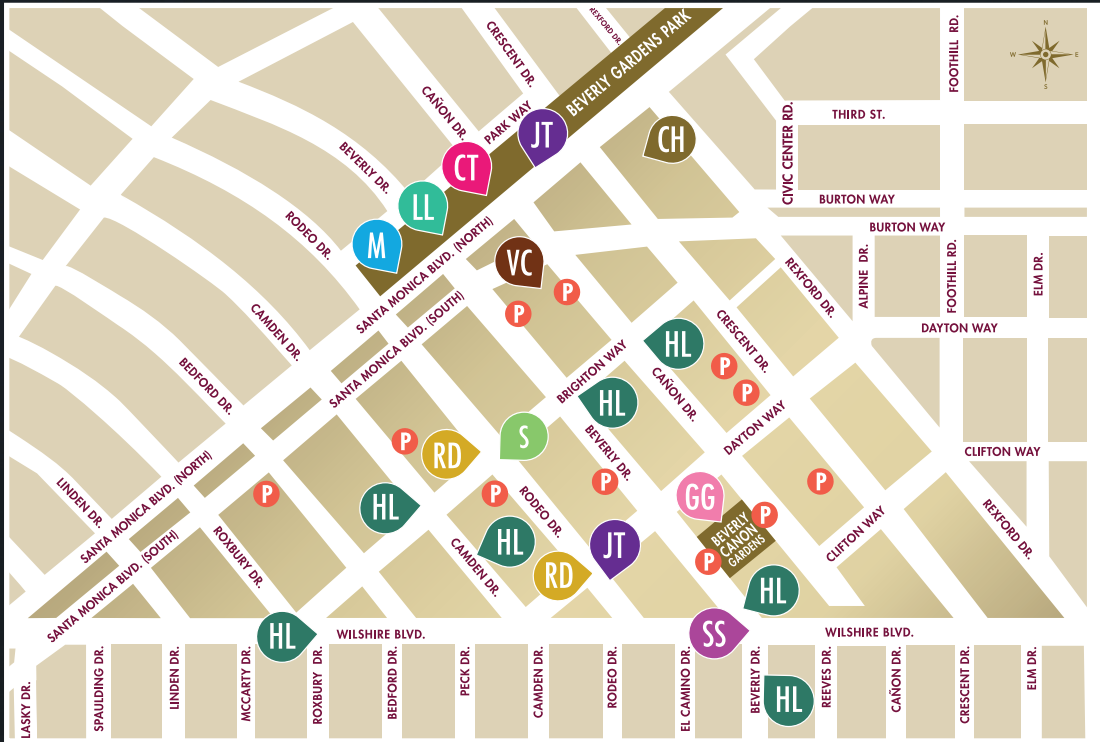 REXFORD DR.
CRESCENT DR.
BEVERLY GARDENS PARK
FOOTHILL RD.
N
W
E
S
CAÑON DR.
PARK WAY
JT
CH
CIVIC CENTER RD.
THIRD ST.
BEVERLY DR.
CT
LL
BURTON WAY
BURTON WAY
RODEO DR.
M
SANTA MONICA BLVD. (NORTH)
VC
P
P
REXFORD DR.
ALPINE DR.
FOOTHILL RD.
ELM DR.
CAMDEN DR.
SANTA MONICA BLVD. (SOUTH)
DAYTON WAY
BEDFORD DR.
BRIGHTON WAY
HL
CRESCENT DR.
P
P
CAÑON DR.
HL
DAYTON WAY
P
RD
S
BEVERLY DR.
CLIFTON WAY
LINDEN DR.
SANTA MONICA BLVD. (NORTH)
P
HL
P
RODEO DR.
P
GG
P
P
BEVERLY
CANON
GARDENS
P
CLIFTON WAY
REXFORD DR.
SANTA MONICA BLVD. (SOUTH)
ROXBURY DR.
HL
CAMDEN DR.
RD
JT
HL
HL
WILSHIRE BLVD.
SS
WILSHIRE BLVD.
LASKY DR.
SPAULDING DR.
LINDEN DR.
MCCARTY DR.
ROXBURY DR.
BEDFORD DR.
PECK DR.
CAMDEN DR.
RODEO DR.
EL CAMINO DR.
BEVERLY DR.
HL
REEVES DR.
CAÑON DR.
CRESCENT DR.
ELM DR.